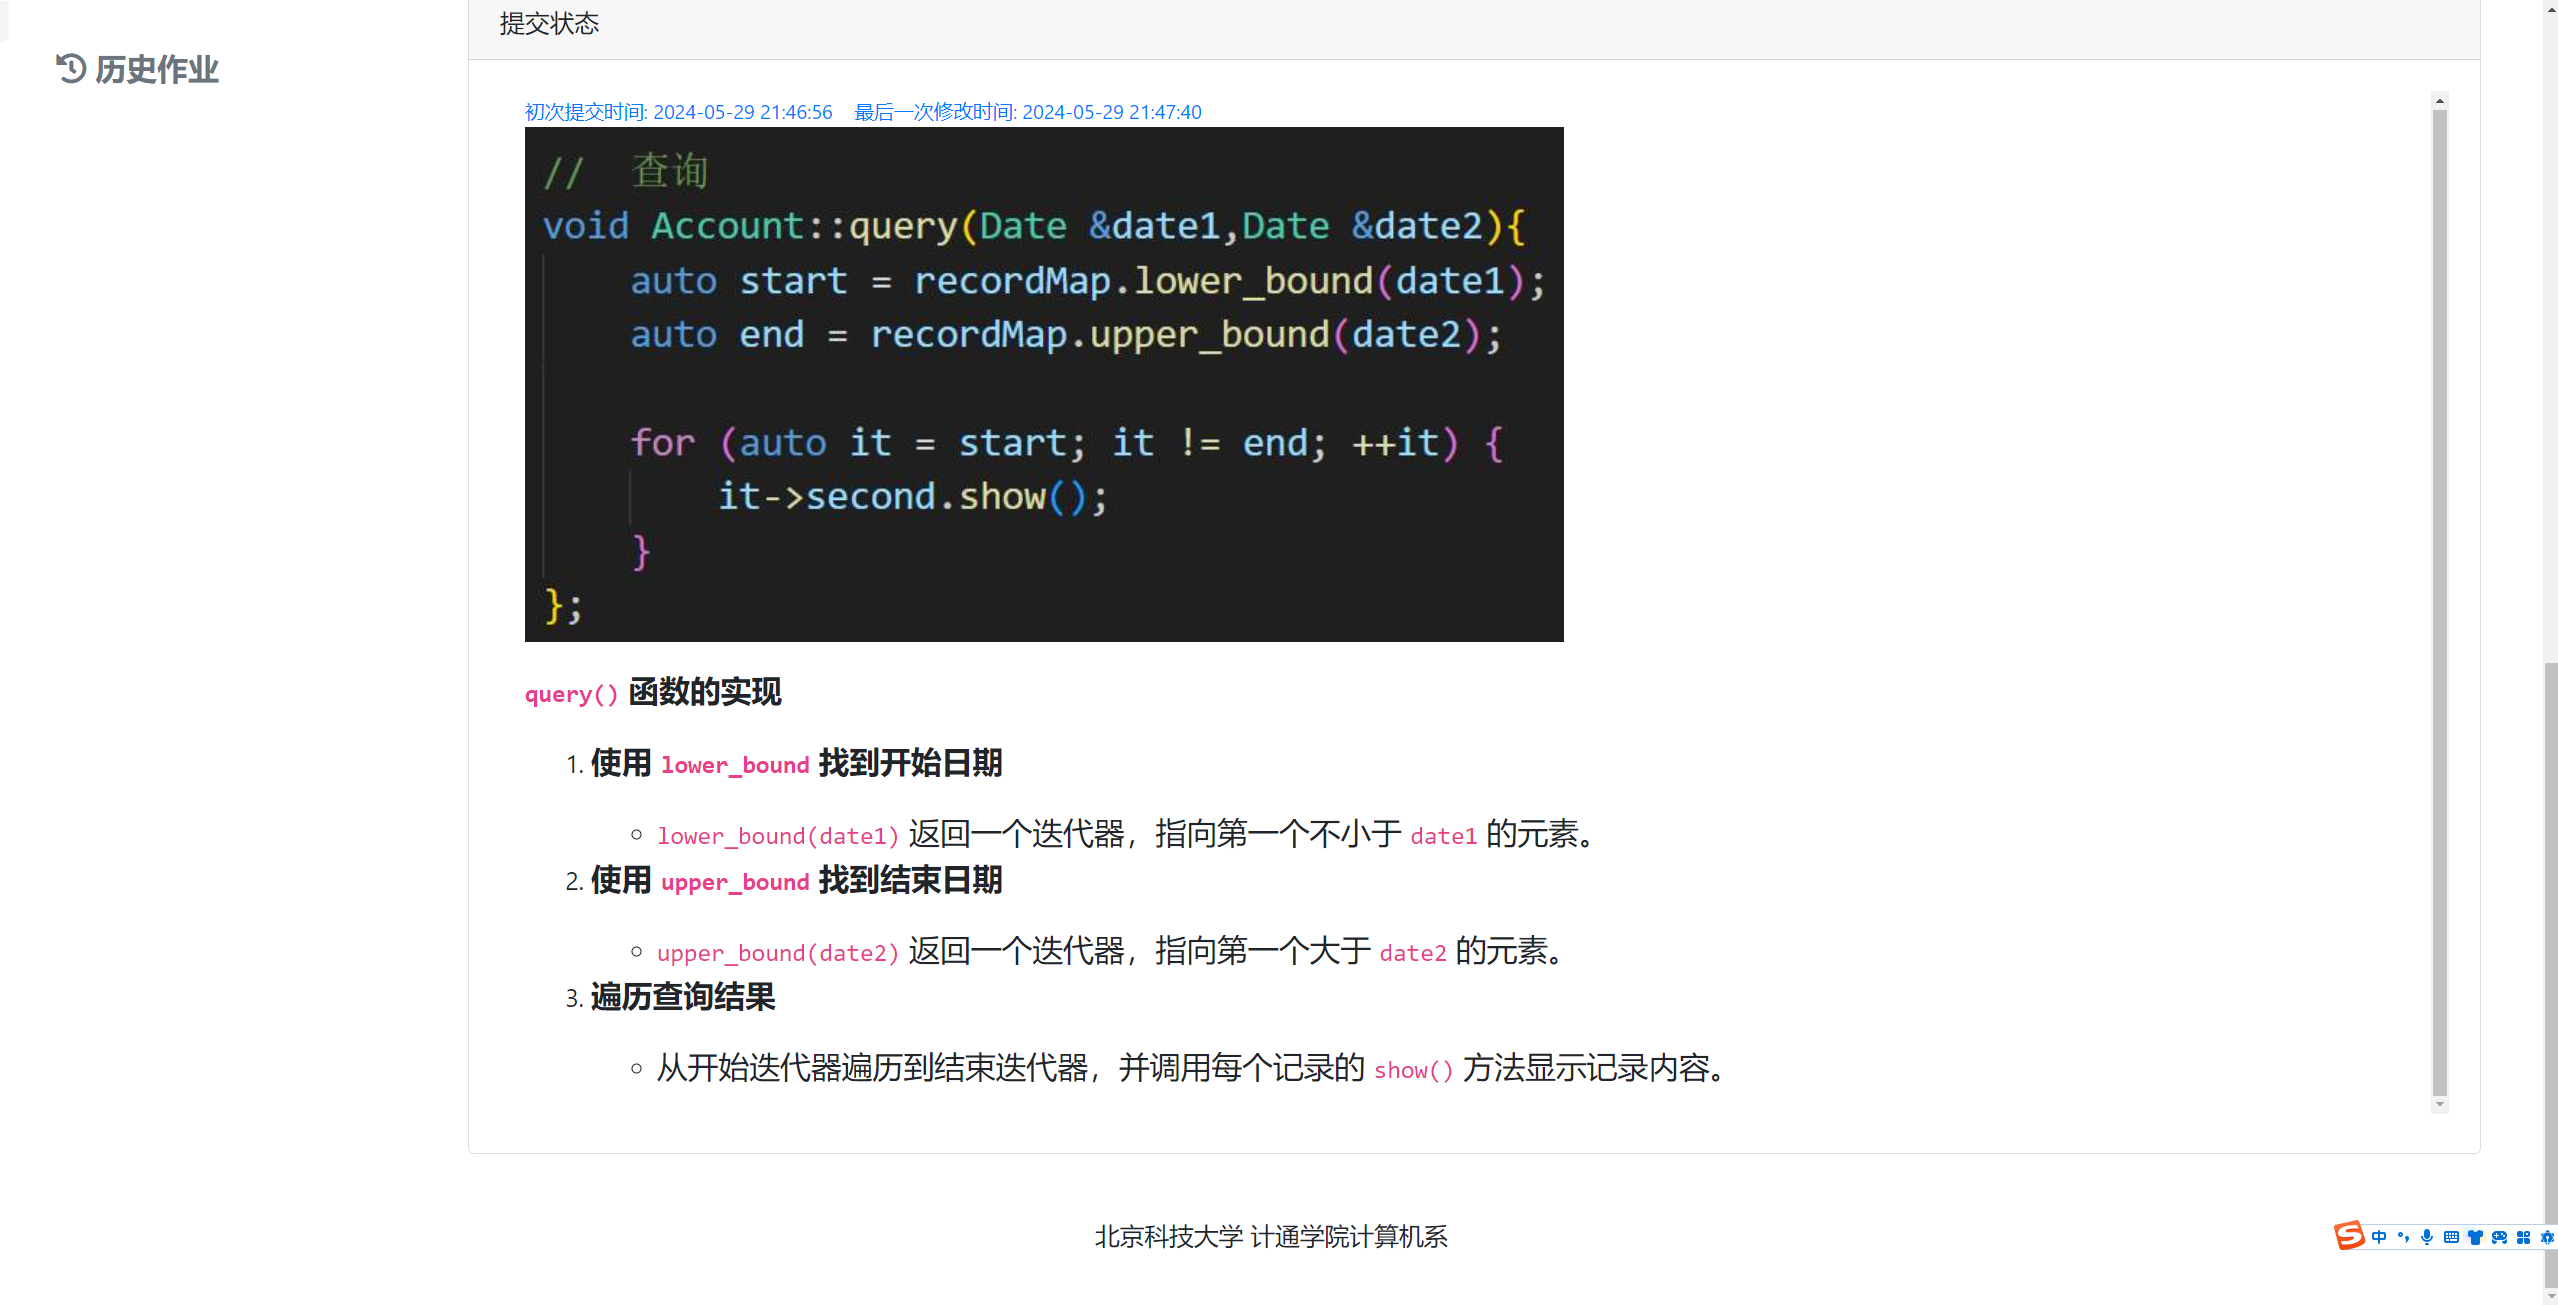 提交状态
历史作业
初次提交时间: 2024-05-29 21:46:56 最后一次修改时间: 2024-05-29 21:47:40
// 查询
void Account::query(Date &date1,Date &date2){
auto start = recordMap.lower_bound(date1);
auto end = recordMap.upper_bound(date2);
for (auto it = start; it != end; ++it) {
it->second.show();
}
};
query() 函数的实现
1. 使用 lower_bound 找到开始日期
○ lower_bound(date1) 返回一个迭代器，指向第一个不小于 date1 的元素。
2. 使用 upper_bound 找到结束日期
○ upper_bound(date2) 返回一个迭代器，指向第一个大于 date2 的元素。
3. 遍历查询结果
○ 从开始迭代器遍历到结束迭代器，并调用每个记录的 show() 方法显示记录内容。
北京科技大学 计通学院计算机系
S 中